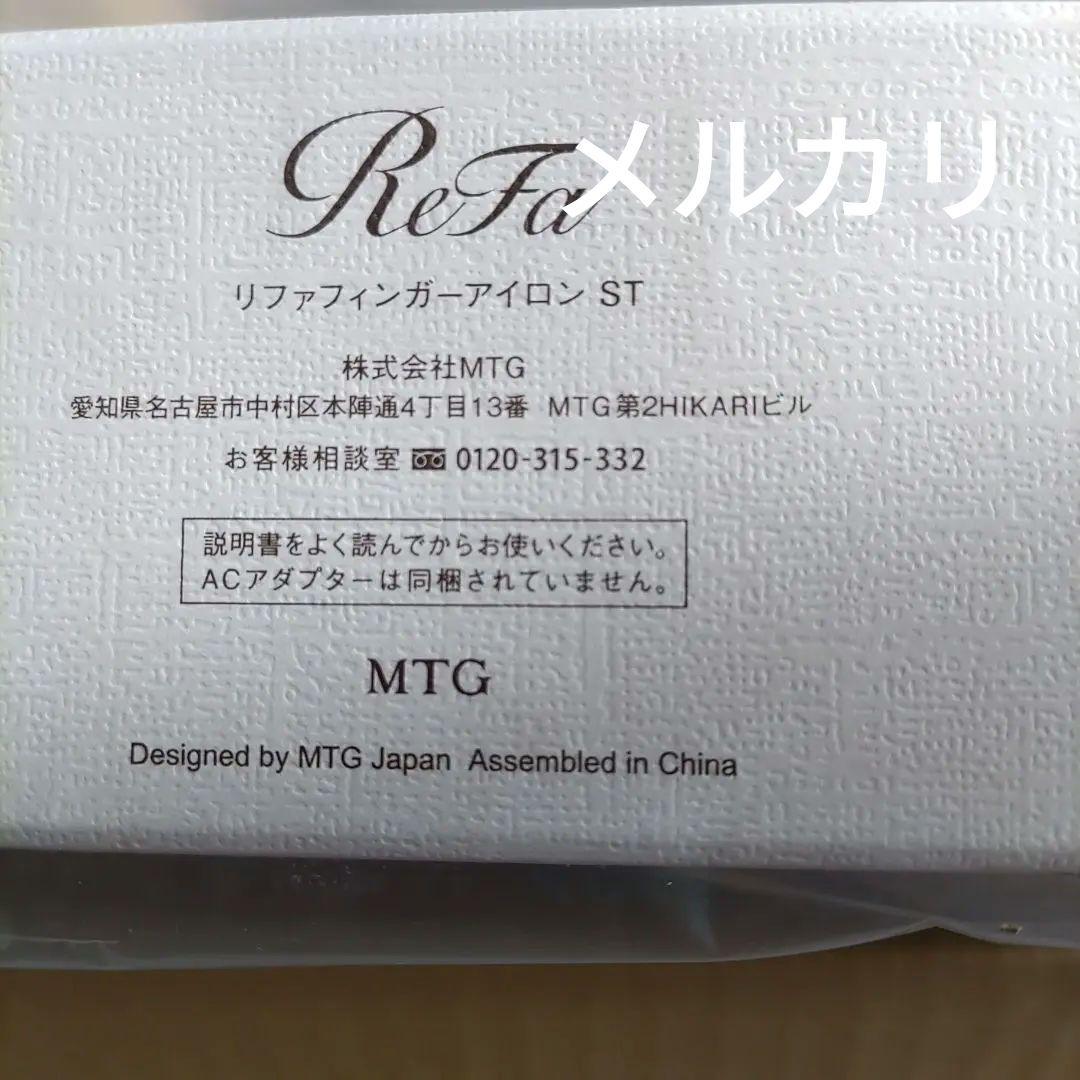 ReFa
メルカリ
リファフィンガーアイロン ST
株式会社MTG
愛知県名古屋市中村区本陣通4丁目13番 MTG第2HIKARIビル
お客様相談室 0120-315-332
説明書をよく読んでからお使いください。
ACアダプターは同梱されていません。
MTG
Designed by MTG Japan Assembled in China